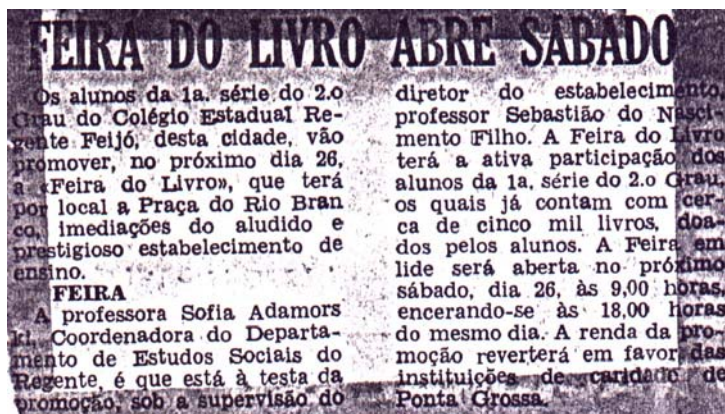 FEIRA DO LIVRO ABRE SÁBADO
Os alunos da 1a. série do 2.o
Grau do Colégio Estadual Re-
gente Feijó, desta cidade, vão
promover, no próximo dia 26,
a «Feira do Livro», que terá
por local a Praça do Rio Bran
co, imediações do aludido e
prestigioso estabelecimento de
ensino.
FEIRA
A professora Sofia Adamors
ki, Coordenadora do Departa-
mento de Estudos Sociais do
Regente, é que está à testa da
promoção, sob a supervisão do
diretor do estabelecimento,
professor Sebastião do Nasci-
mento Filho. A Feira do Livro
terá a ativa participação dos
alunos da 1a. série do 2.o Grau,
os quais já contam com cer-
ca de cinco mil livros, doa-
dos pelos alunos. A Feira em
lide será aberta no próximo
sábado, dia 26, às 9,00 horas,
encerando-se às 18,00 horas
do mesmo dia. A renda da pro-
moção reverterá em favor das
instituições de caridade de
Ponta Grossa.